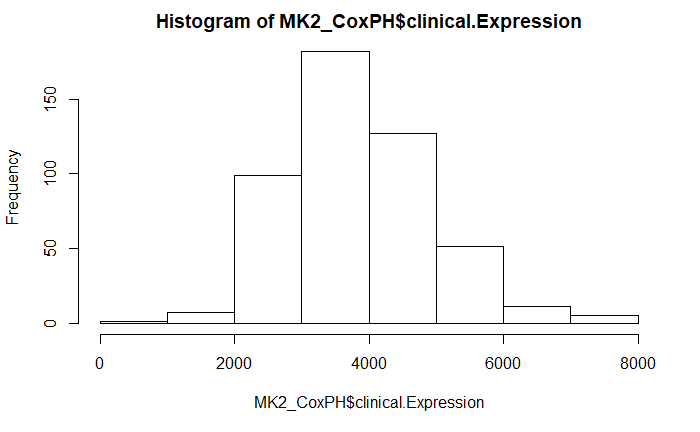 Histogram of MK2_CoxPH$clinical.Expression
Frequency
150
100
50
0
0 2000 4000 6000 8000
MK2_CoxPH$clinical.Expression